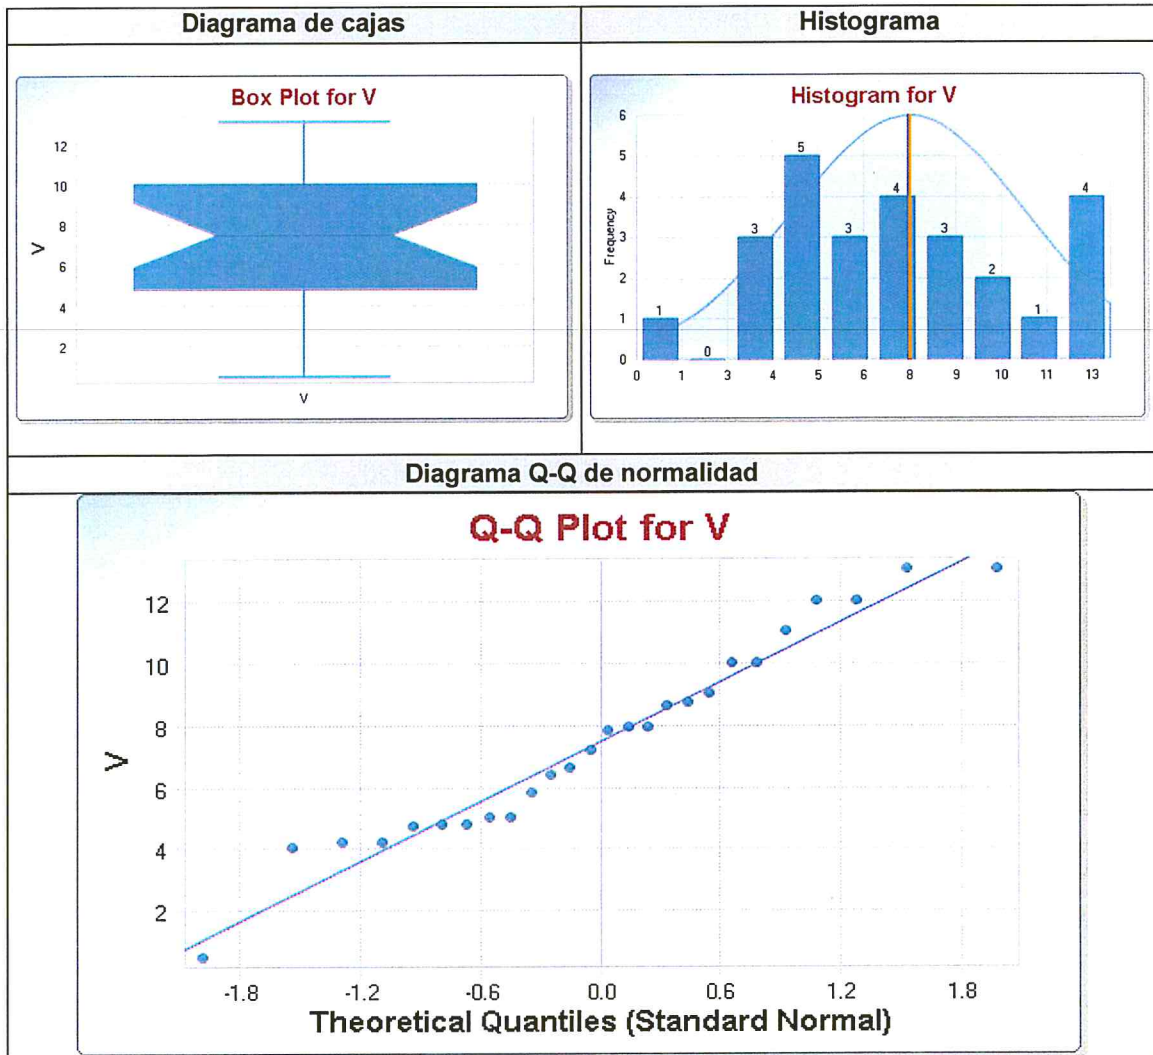 Diagrama de cajas
Histograma
Box Plot for V
12
10
8
6
4
2
V
V
Histogram for V
6
5
4
3
2
1
0
Frequency
1
0
3
5
3
4
3
2
1
4
0 1 3 4 5 6 8 9 10 11 13
Diagrama Q-Q de normalidad
Q-Q Plot for V
12
10
8
6
4
2
V
-1.8 -1.2 -0.6 0.0 0.6 1.2 1.8
Theoretical Quantiles (Standard Normal)